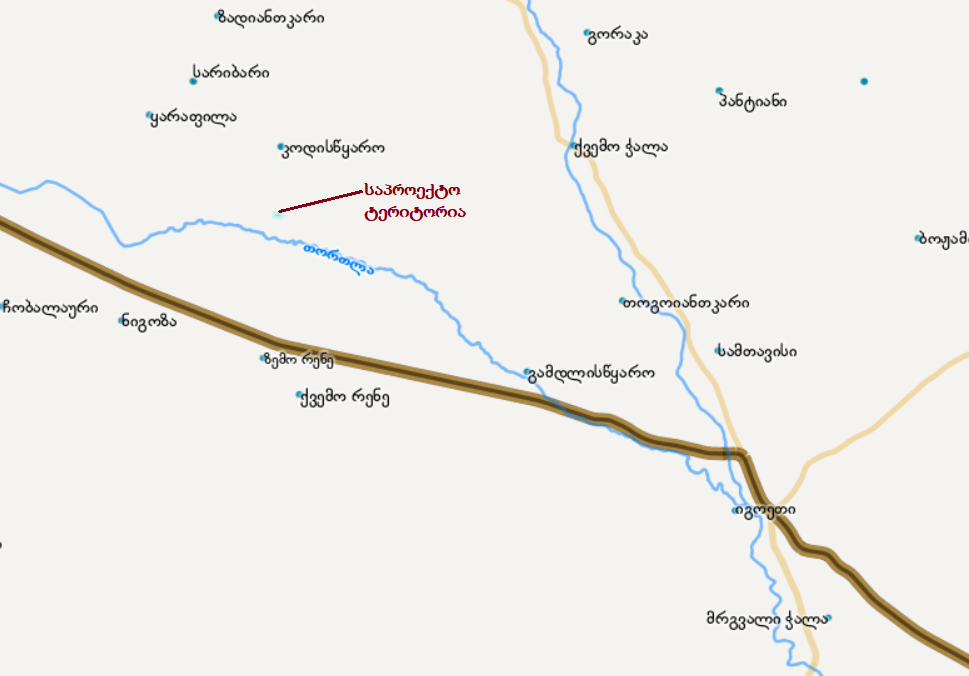 ზადიანთკარი
გორაკა
სარიბარი
პანტიანი
ყარაფილა
კოდისწყარო
ქვემო ჭალა
საპროექტო
ტერიტორია
ბოჟამი
თორთლა
ჩობალაური
ნიგოზა
თოგოიანთკარი
სამთავისი
ზემო რენე
გამდლისწყარო
ქვემო რენე
იგოეთი
მრგვალი ჭალა